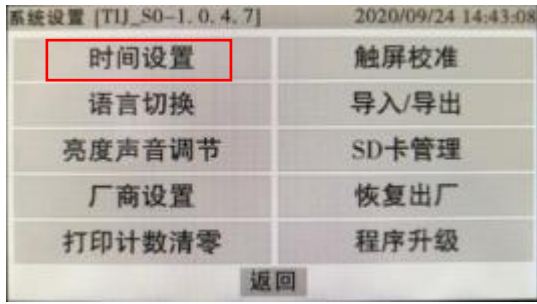 系统设置 [TIJ_S0-1.0.4.7] 2020/09/24 14:43:08
时间设置 触屏校准
语言切换 导入/导出
亮度声音调节 SD卡管理
厂商设置 恢复出厂
打印计数清零 程序升级
返回